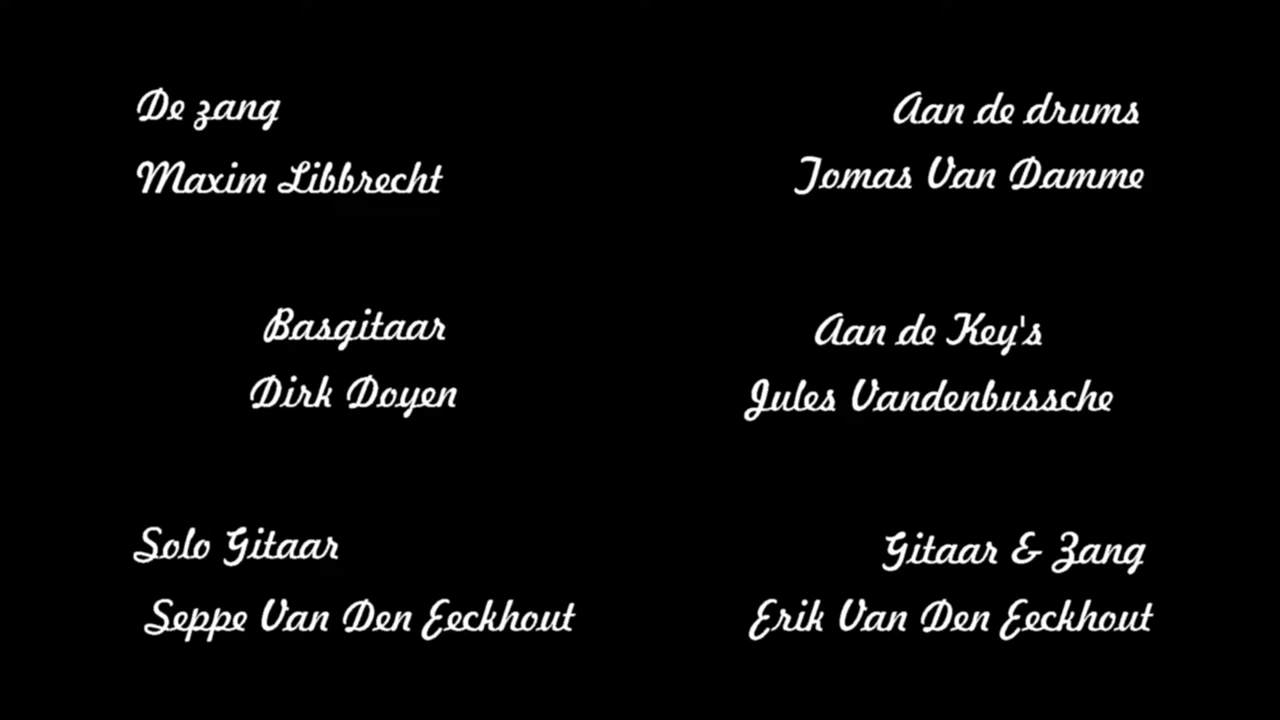 De zang
Maxim Libbrecht
Aan de drums
Tomas Van Damme
Basgitaar
Dirk Doyen
Aan de Key's
Jules Vandenbussche
Solo Gitaar
Seppe Van Den Eeckhout
Gitaar & Zang
Erik Van Den Eeckhout